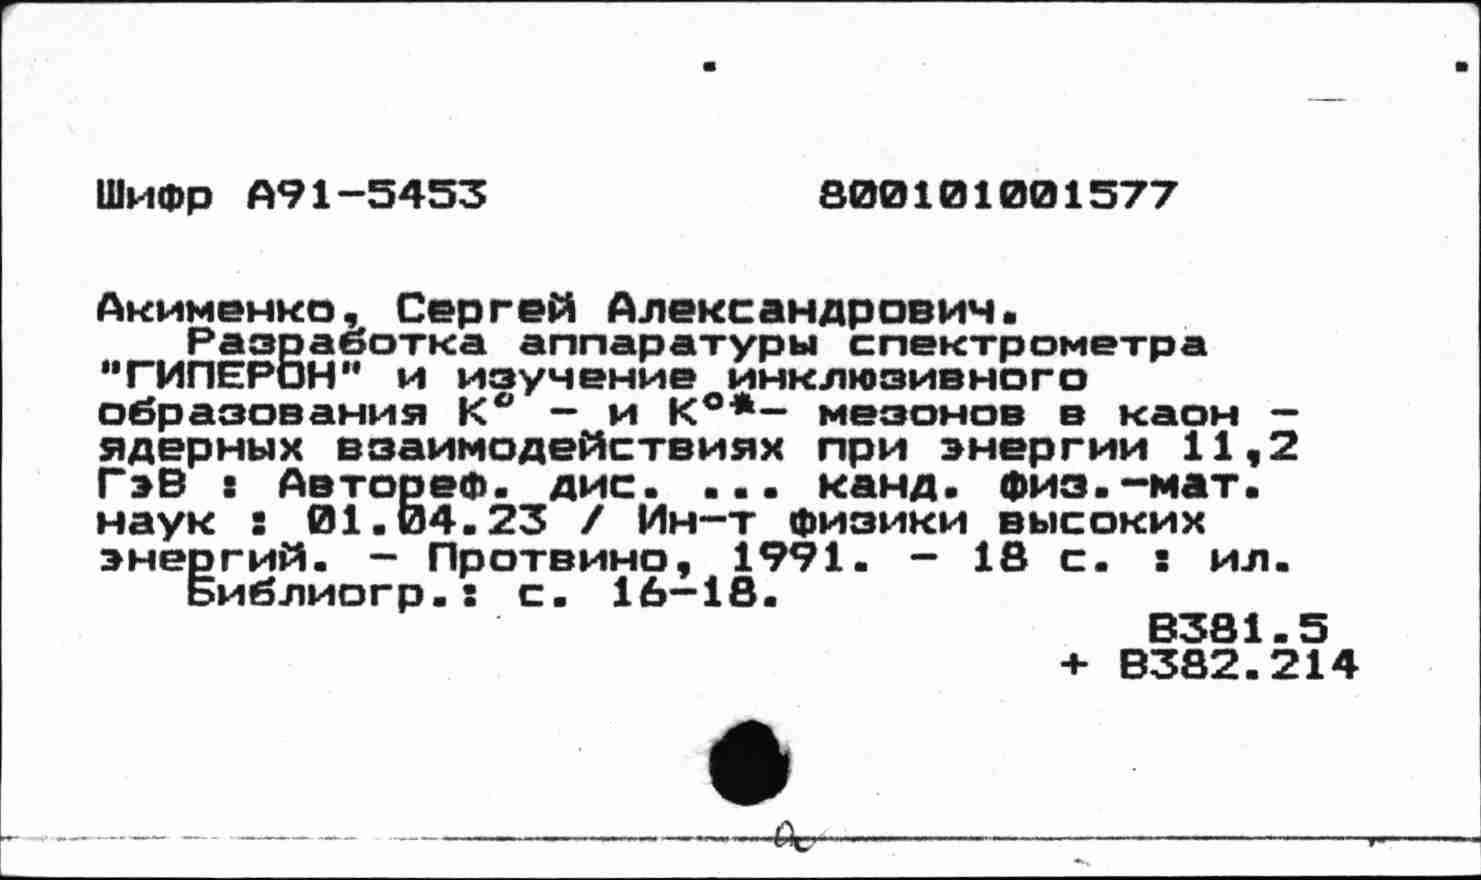 Шифр А91-5453 800101001577
Акименко, Сергей Александрович.
Разработка аппаратуры спектрометра
"ГИПЕРОН" и изучение инклюзивного
образования К° - и К°*- мезонов в каон -
ядерных взаимодействиях при энергии 11,2
ГэВ : Автореф. дис. ... канд. физ.-мат.
наук : 01.04.23 / Ин-т физики высоких
энергий. - Протвино, 1991. - 18 с. : ил.
Библиогр.: с. 16-18.
В381.5
+ В382.214